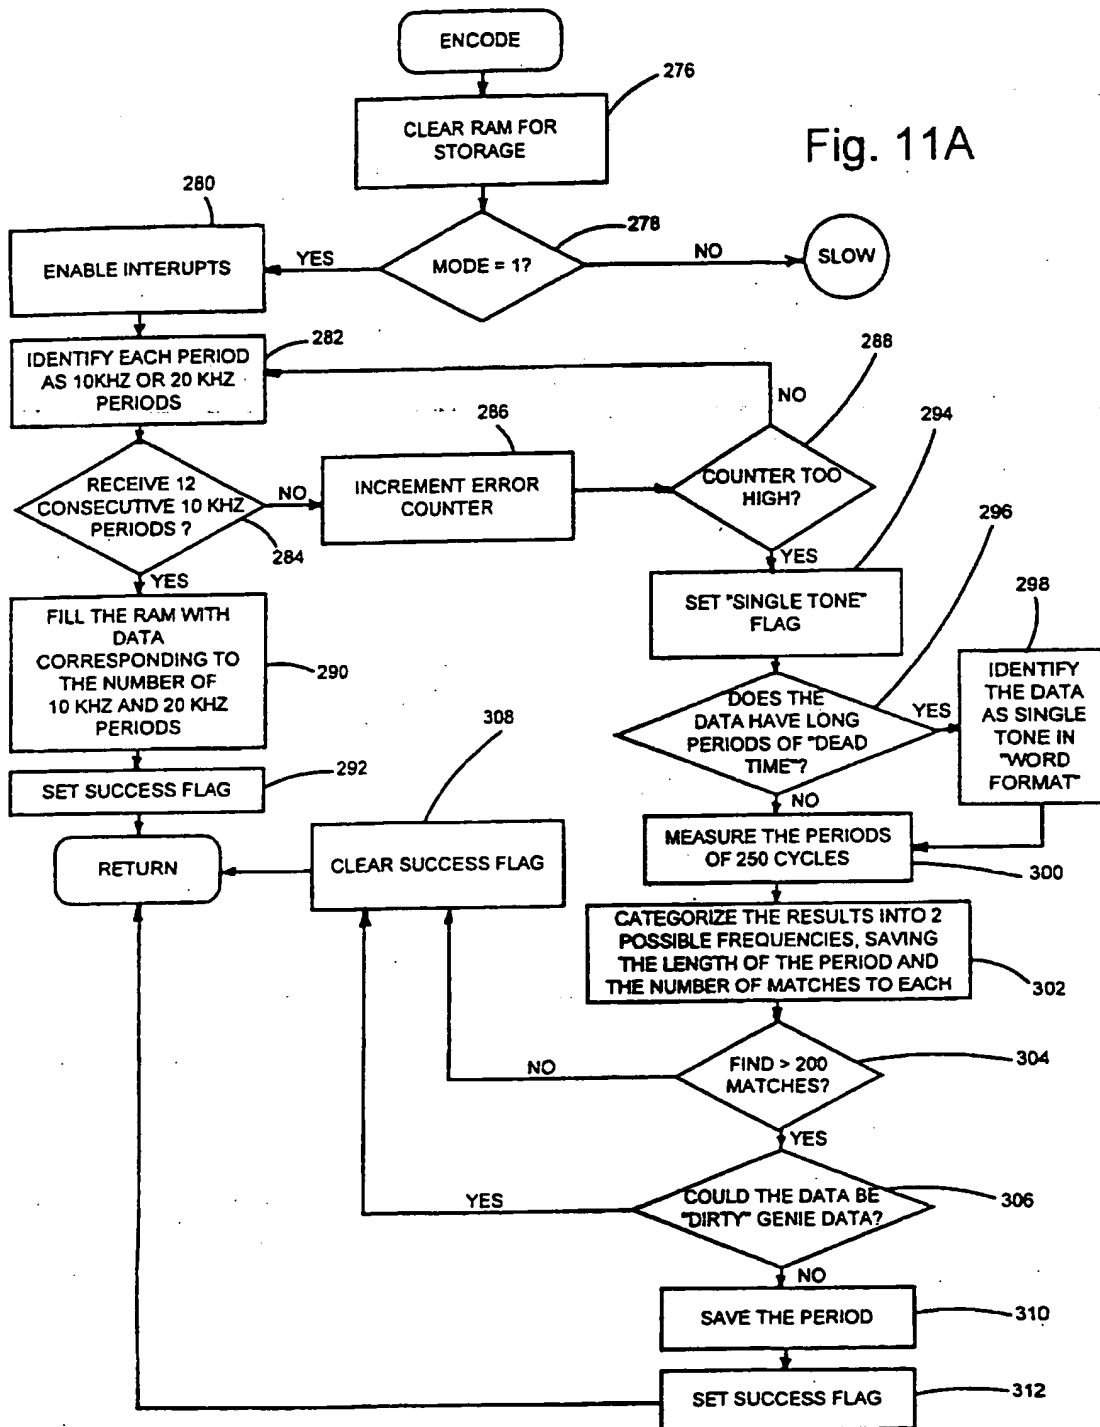 ENCODE
276
CLEAR RAM FOR
STORAGE
Fig. 11A
280
278
ENABLE INTERUPTS
YES
MODE = 1?
NO
SLOW
282
IDENTIFY EACH PERIOD
AS 10KHZ OR 20 KHZ
PERIODS
288
NO
286
294
RECEIVE 12
CONSECUTIVE 10 KHZ
PERIODS ?
NO
INCREMENT ERROR
COUNTER
COUNTER TOO
HIGH?
284
296
YES
YES
FILL THE RAM WITH
DATA
CORRESPONDING TO
THE NUMBER OF
10 KHZ AND 20 KHZ
PERIODS
290
SET "SINGLE TONE"
FLAG
298
DOES THE
DATA HAVE LONG
PERIODS OF "DEAD
TIME"?
YES
IDENTIFY
THE DATA
AS SINGLE
TONE IN
"WORD
FORMAT"
308
292
SET SUCCESS FLAG
NO
RETURN
CLEAR SUCCESS FLAG
MEASURE THE PERIODS
OF 250 CYCLES
300
CATEGORIZE THE RESULTS INTO 2
POSSIBLE FREQUENCIES, SAVING
THE LENGTH OF THE PERIOD AND
THE NUMBER OF MATCHES TO EACH
302
NO
FIND > 200
MATCHES?
304
YES
YES
COULD THE DATA BE
"DIRTY" GENIE DATA?
306
NO
SAVE THE PERIOD
310
SET SUCCESS FLAG
312